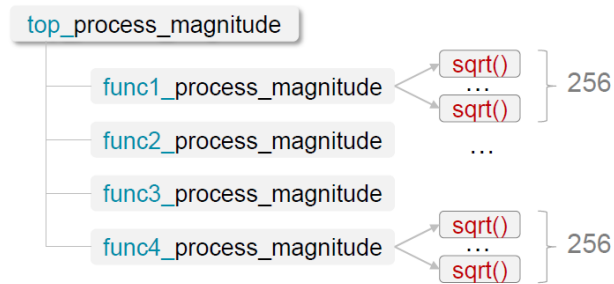 top_process_magnitude
func1_process_magnitude
sqrt()
...
sqrt()
256
func2_process_magnitude
...
func3_process_magnitude
func4_process_magnitude
sqrt()
...
sqrt()
256